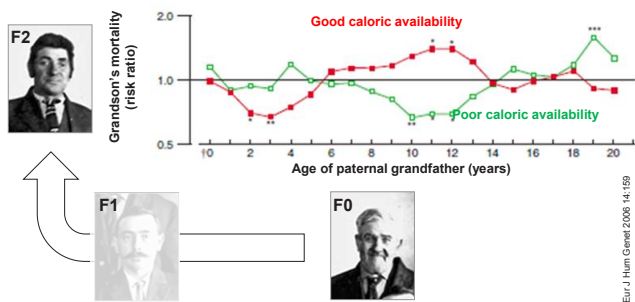 F2
Grandson's mortality
(risk ratio)
2.0
1.0
0.5
Good caloric availability
*
**
*
*
**
*
*
***
Poor caloric availability
†0 2 4 6 8 10 12 14 16 18 20
Age of paternal grandfather (years)
F1
F0
Eur J Hum Genet 2006 14:159